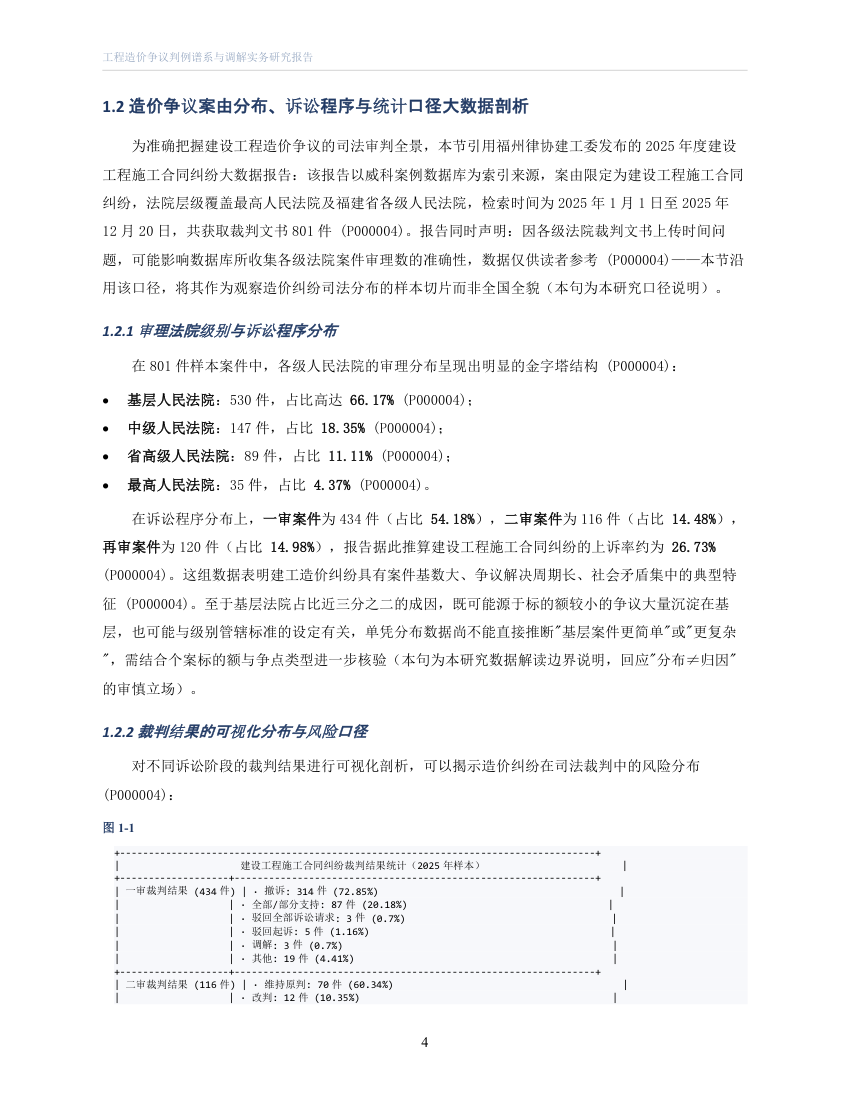 工程造价争议判例谱系与调解实务研究报告
1.2 造价争议案由分布、诉讼程序与统计口径大数据剖析
为准确把握建设工程造价争议的司法审判全景，本节引用福州律协建工委发布的 2025 年度建设
工程施工合同纠纷大数据报告：该报告以威科案例数据库为索引来源，案由限定为建设工程施工合同
纠纷，法院层级覆盖最高人民法院及福建省各级人民法院，检索时间为 2025 年 1 月 1 日至 2025 年
12 月 20 日，共获取裁判文书 801 件 (P000004)。报告同时声明：因各级法院裁判文书上传时间问
题，可能影响数据库所收集各级法院案件审理数的准确性，数据仅供读者参考 (P000004)——本节沿
用该口径，将其作为观察造价纠纷司法分布的样本切片而非全国全貌（本句为本研究口径说明）。
1.2.1 审理法院级别与诉讼程序分布
在 801 件样本案件中，各级人民法院的审理分布呈现出明显的金字塔结构 (P000004)：
• 基层人民法院：530 件，占比高达 66.17% (P000004)；
• 中级人民法院：147 件，占比 18.35% (P000004)；
• 省高级人民法院：89 件，占比 11.11% (P000004)；
• 最高人民法院：35 件，占比 4.37% (P000004)。
在诉讼程序分布上，一审案件为 434 件（占比 54.18%），二审案件为 116 件（占比 14.48%），
再审案件为 120 件（占比 14.98%），报告据此推算建设工程施工合同纠纷的上诉率约为 26.73%
(P000004)。这组数据表明建工造价纠纷具有案件基数大、争议解决周期长、社会矛盾集中的典型特
征 (P000004)。至于基层法院占比近三分之二的成因，既可能源于标的额较小的争议大量沉淀在基
层，也可能与级别管辖标准的设定有关，单凭分布数据尚不能直接推断"基层案件更简单"或"更复杂
"，需结合个案标的额与争点类型进一步核验（本句为本研究数据解读边界说明，回应"分布≠归因"
的审慎立场）。
1.2.2 裁判结果的可视化分布与风险口径
对不同诉讼阶段的裁判结果进行可视化剖析，可以揭示造价纠纷在司法裁判中的风险分布
(P000004)：
图 1-1
建设工程施工合同纠纷裁判结果统计（2025 年样本）
| 一审裁判结果 (434 件) | · 撤诉: 314 件 (72.85%) |
| | · 全部/部分支持: 87 件 (20.18%) |
| | · 驳回全部诉讼请求: 3 件 (0.7%) |
| | · 驳回起诉: 5 件 (1.16%) |
| | · 调解: 3 件 (0.7%) |
| | · 其他: 19 件 (4.41%) |
| 二审裁判结果 (116 件) | · 维持原判: 70 件 (60.34%) |
| | · 改判: 12 件 (10.35%) |
4